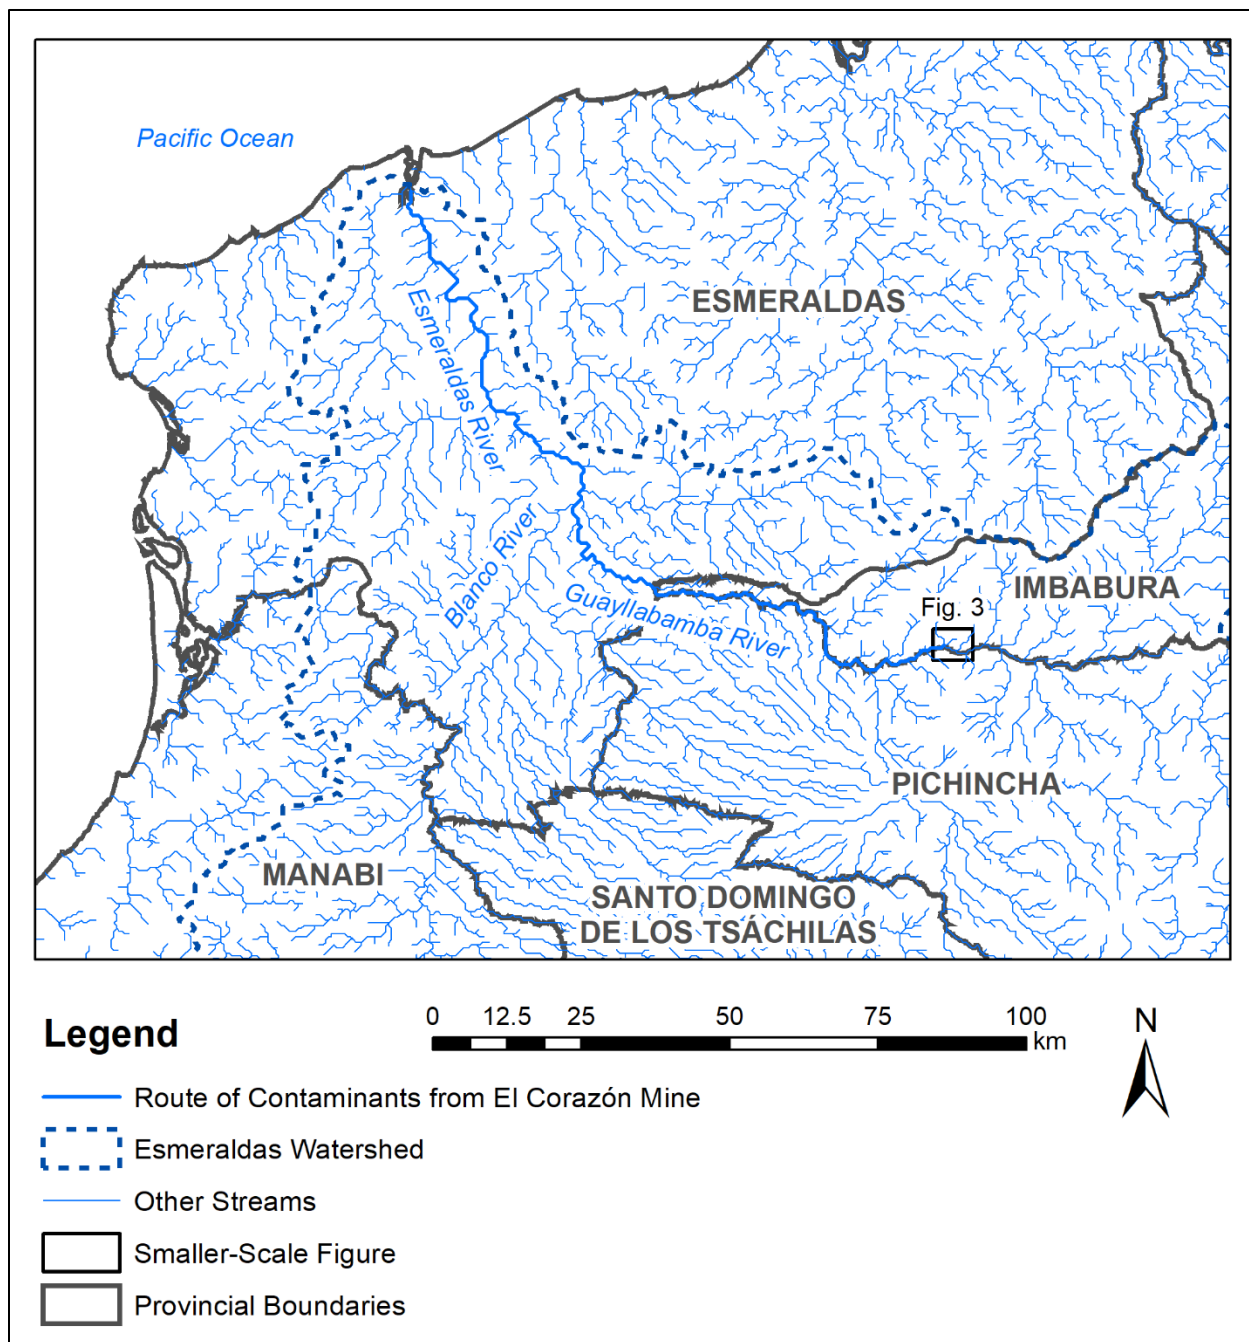 Pacific Ocean
ESMERALDAS
Esmeraldas River
Blanco River
Guayllabamba River
IMBABURA
Fig. 3
PICHINCHA
MANABI
SANTO DOMINGO
DE LOS TSÁCHILAS
Legend
0 12.5 25 50 75 100
km
N
Route of Contaminants from El Corazón Mine
Esmeraldas Watershed
Other Streams
Smaller-Scale Figure
Provincial Boundaries